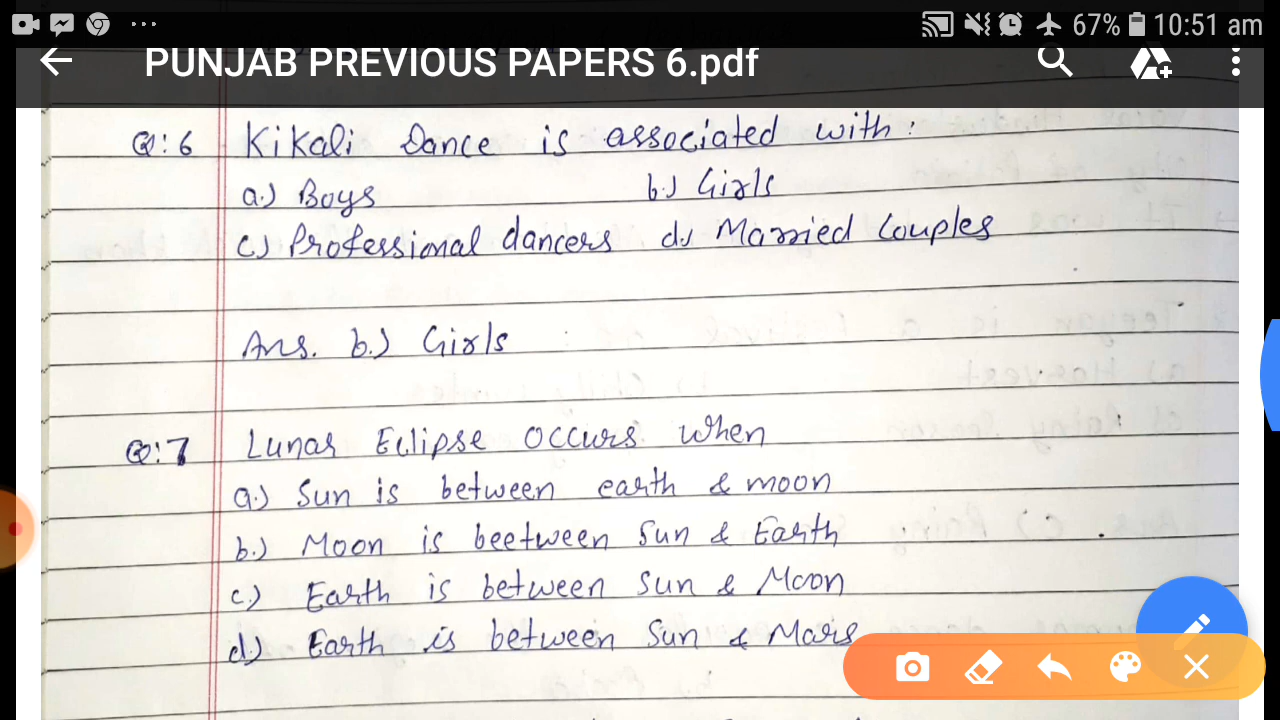 67% 10:51 am
PUNJAB PREVIOUS PAPERS 6.pdf
Q:6 Kikali Dance is associated with:
a.) Boys b.) Girls
c.) Professional dancers d.) Married Couples
Ans. b.) Girls
Q:7 Lunar Eclipse occurs when
a.) Sun is between earth & moon
b.) Moon is beetween Sun & Earth
c.) Earth is between Sun & Moon
d.) Earth is between Sun & Mars